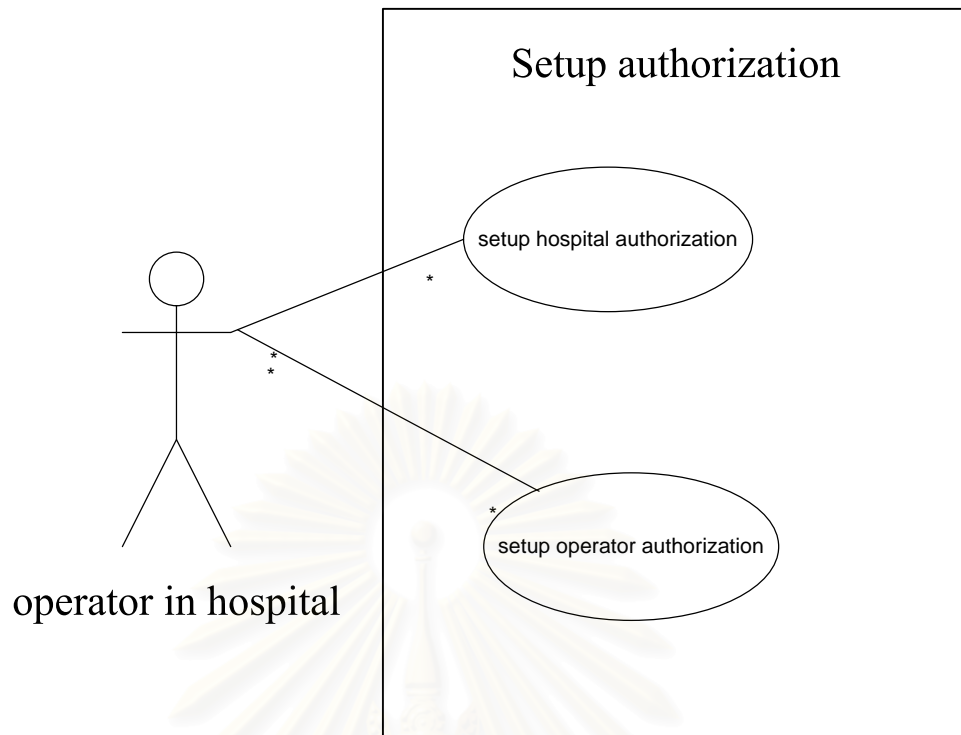 Setup authorization
setup hospital authorization
*
*
*
*
setup operator authorization
operator in hospital